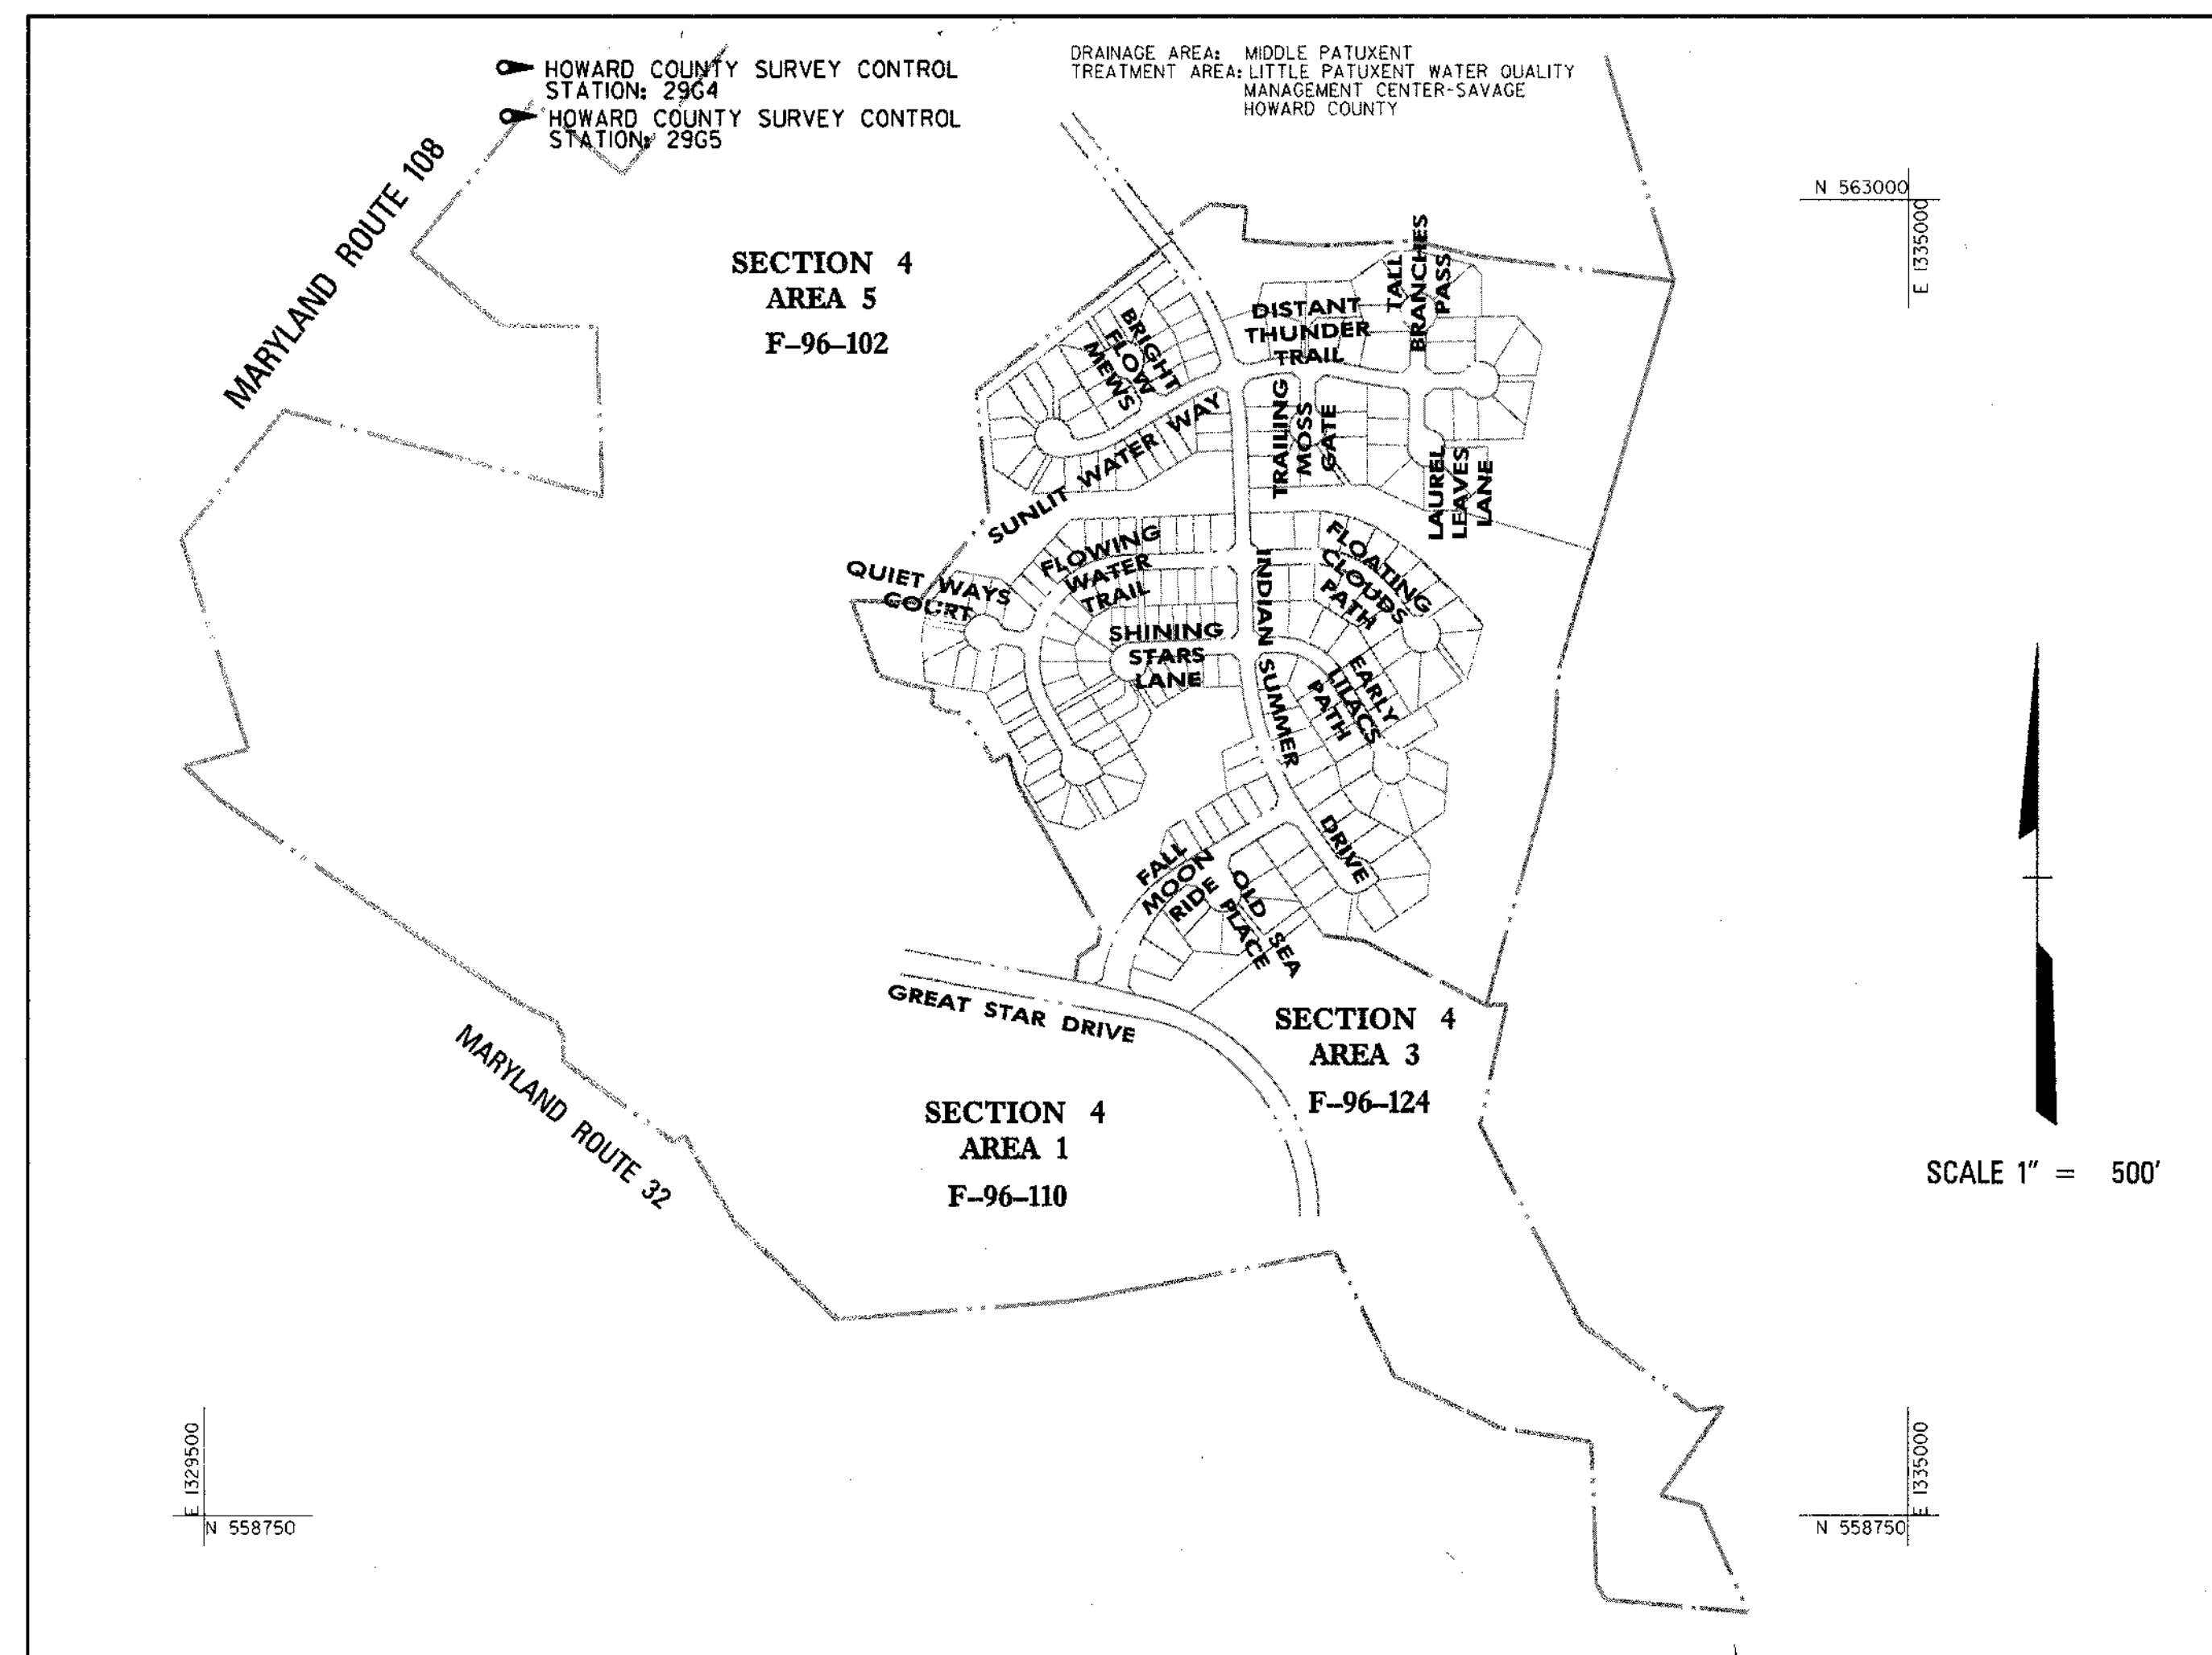 HOWARD COUNTY SURVEY CONTROL
STATION: 29G4
HOWARD COUNTY SURVEY CONTROL
STATION: 29G5
DRAINAGE AREA: MIDDLE PATUXENT
TREATMENT AREA: LITTLE PATUXENT WATER QUALITY
MANAGEMENT CENTER-SAVAGE
HOWARD COUNTY
MARYLAND ROUTE 108
N 563000
E 1335000
SECTION 4
AREA 5
F-96-102
TALL
BRANCHES
PASS
DISTANT
THUNDER
TRAIL
BRIGHT
FLOW
MEWS
SUNLIT WATER WAY
TRAILING
MOSS
GATE
LAUREL
LEAVES
LANE
QUIET WAYS
COURT
FLOWING
WATER
TRAIL
FLOATING
CLOUDS
PATH
SHINING
STARS
LANE
INDIAN SUMMER DRIVE
EARLY
LILACS
PATH
FALL
MOON
RIDE
OLD SEA
PLACE
GREAT STAR DRIVE
SECTION 4
AREA 3
F-96-124
MARYLAND ROUTE 32
SECTION 4
AREA 1
F-96-110
SCALE 1" = 500'
E 1329500
N 558750
E 1335000
N 558750